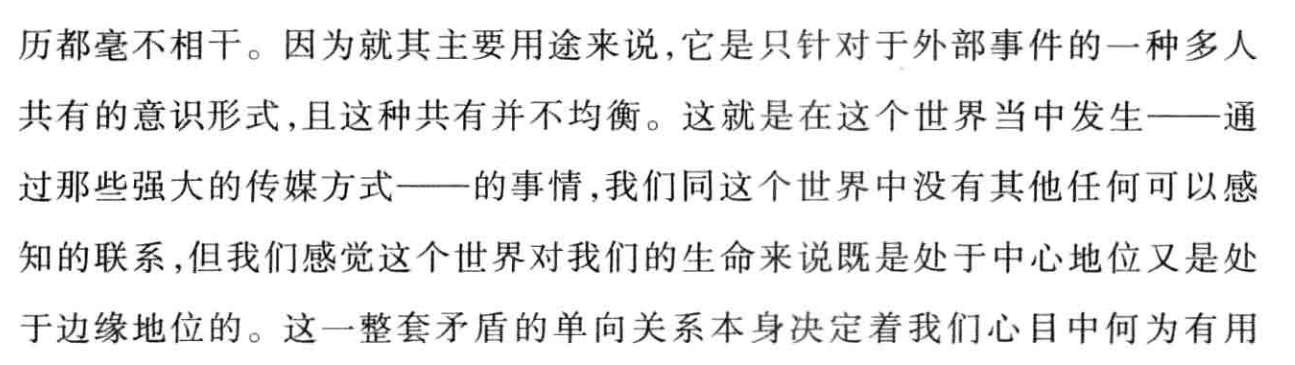 历都毫不相干。因为就其主要用途来说,它是只针对于外部事件的一种多人
共有的意识形式,且这种共有并不均衡。这就是在这个世界当中发生——通
过那些强大的传媒方式——的事情,我们同这个世界中没有其他任何可以感
知的联系,但我们感觉这个世界对我们的生命来说既是处于中心地位又是处
于边缘地位的。这一整套矛盾的单向关系本身决定着我们心目中何为有用